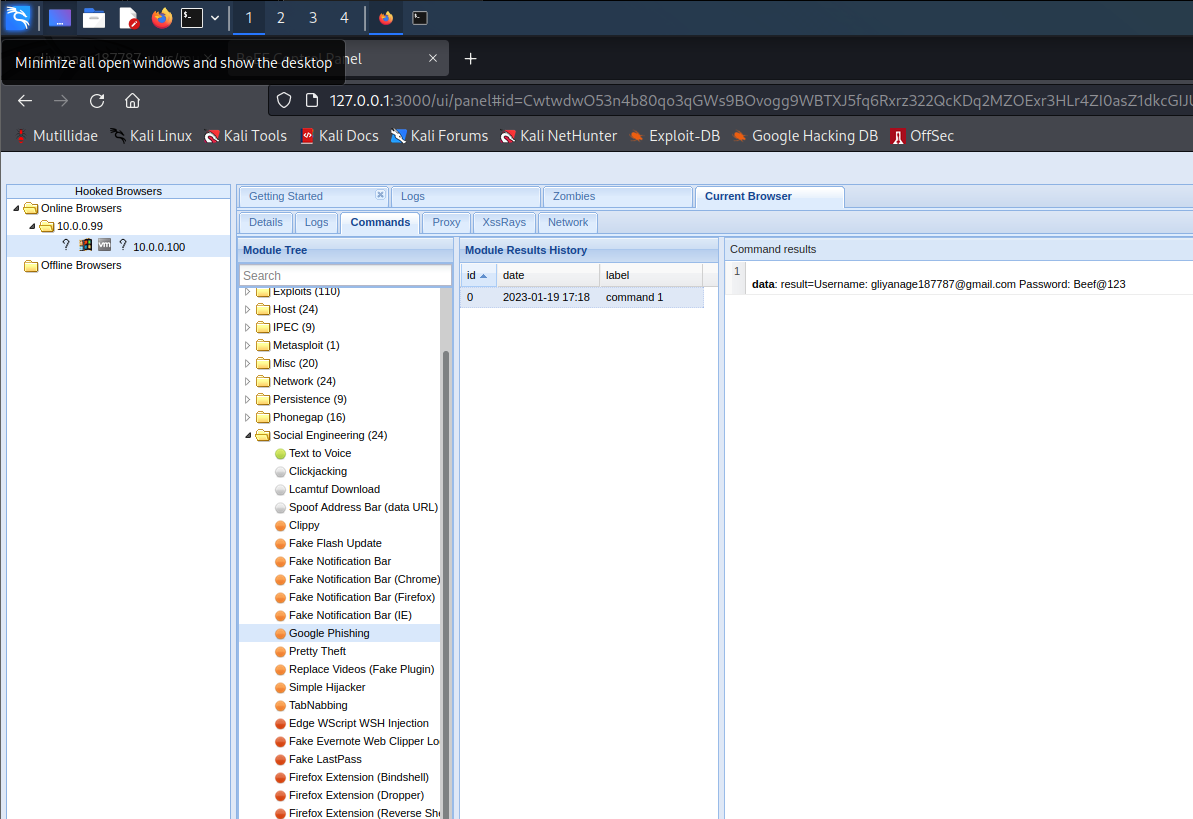 1 2 3 4
Minimize all open windows and show the desktop
Panel
127.0.0.1:3000/ui/panel#id=
Mutillidae Kali Linux Kali Tools Kali Docs Kali Forums Kali NetHunter Exploit-DB Google Hacking DB OffSec
Hooked Browsers
Online Browsers
10.0.0.99
? vm ? 10.0.0.100
Offline Browsers
Getting Started Logs Zombies Current Browser
Details Logs Commands Proxy XssRays Network
Module Tree
Search
Exploits (110)
Host (24)
IPEC (9)
Metasploit (1)
Misc (20)
Network (24)
Persistence (9)
Phonegap (16)
Social Engineering (24)
Text to Voice
Clickjacking
Lcamtuf Download
Spoof Address Bar (data URL)
Clippy
Fake Flash Update
Fake Notification Bar
Fake Notification Bar (Chrome)
Fake Notification Bar (Firefox)
Fake Notification Bar (IE)
Google Phishing
Pretty Theft
Replace Videos (Fake Plugin)
Simple Hijacker
TabNabbing
Edge WScript WSH Injection
Fake Evernote Web Clipper Lo
Fake LastPass
Firefox Extension (Bindshell)
Firefox Extension (Dropper)
Firefox Extension (Reverse She
Module Results History
id date label
0 2023-01-19 17:18 command 1
Command results
1
data: result=Username: gliyanage187787@gmail.com Password: Beef@123